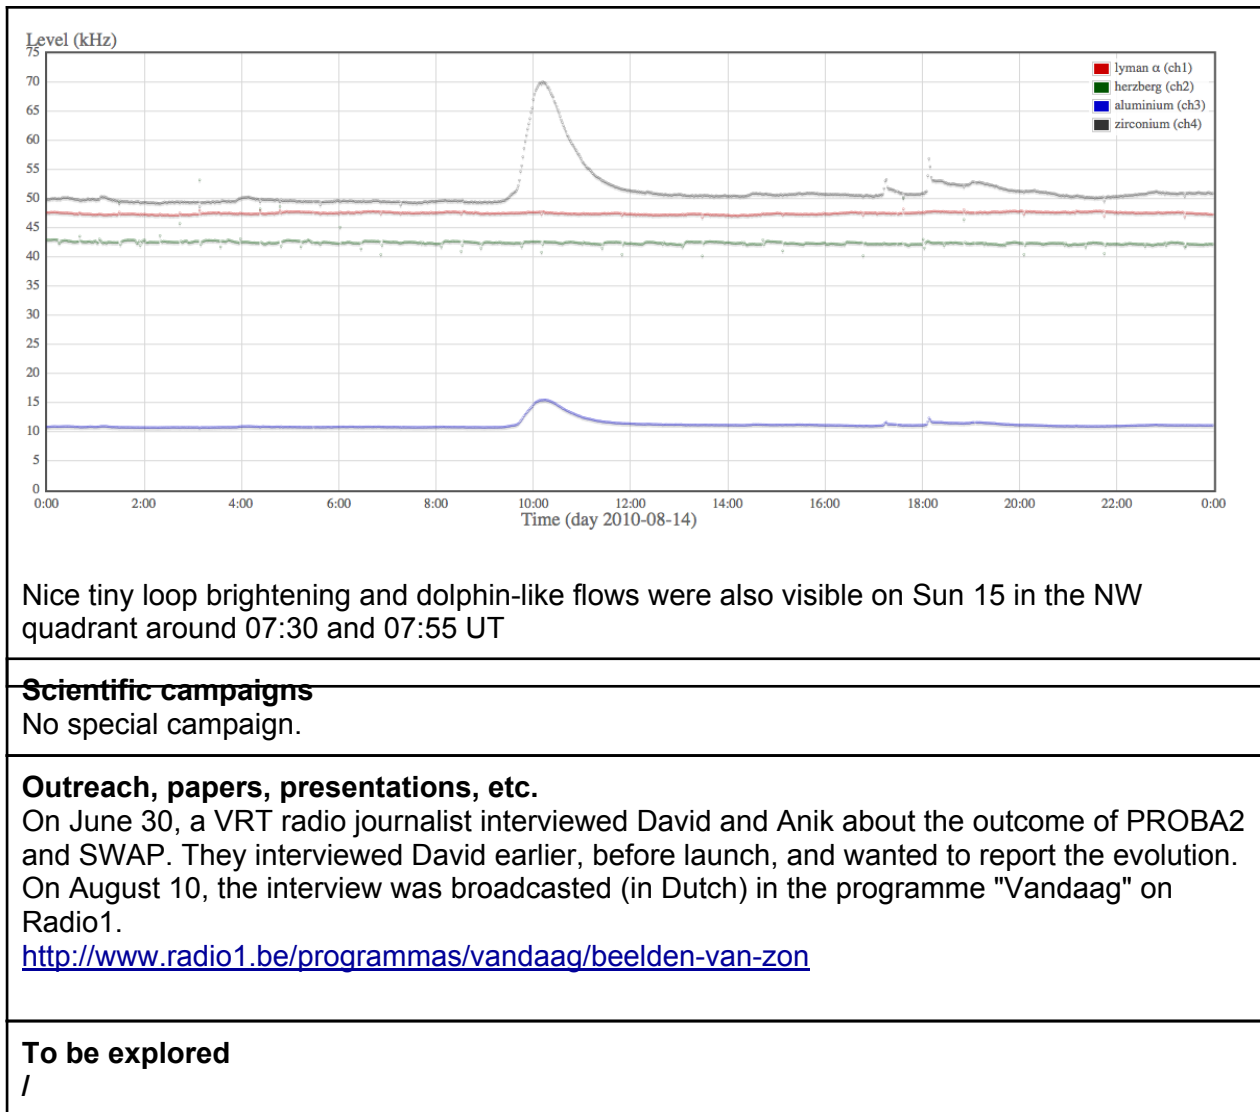 Level (kHz)
75
70
65
60
55
50
45
40
35
30
25
20
15
10
5
0
lyman α (ch1)
herzberg (ch2)
aluminium (ch3)
zirconium (ch4)
0:00 2:00 4:00 6:00 8:00 10:00 12:00 14:00 16:00 18:00 20:00 22:00 0:00
Time (day 2010-08-14)
Nice tiny loop brightening and dolphin-like flows were also visible on Sun 15 in the NW
quadrant around 07:30 and 07:55 UT
Scientific campaigns
No special campaign.
Outreach, papers, presentations, etc.
On June 30, a VRT radio journalist interviewed David and Anik about the outcome of PROBA2
and SWAP. They interviewed David earlier, before launch, and wanted to report the evolution.
On August 10, the interview was broadcasted (in Dutch) in the programme "Vandaag" on
Radio1.
http://www.radio1.be/programmas/vandaag/beelden-van-zon
To be explored
/